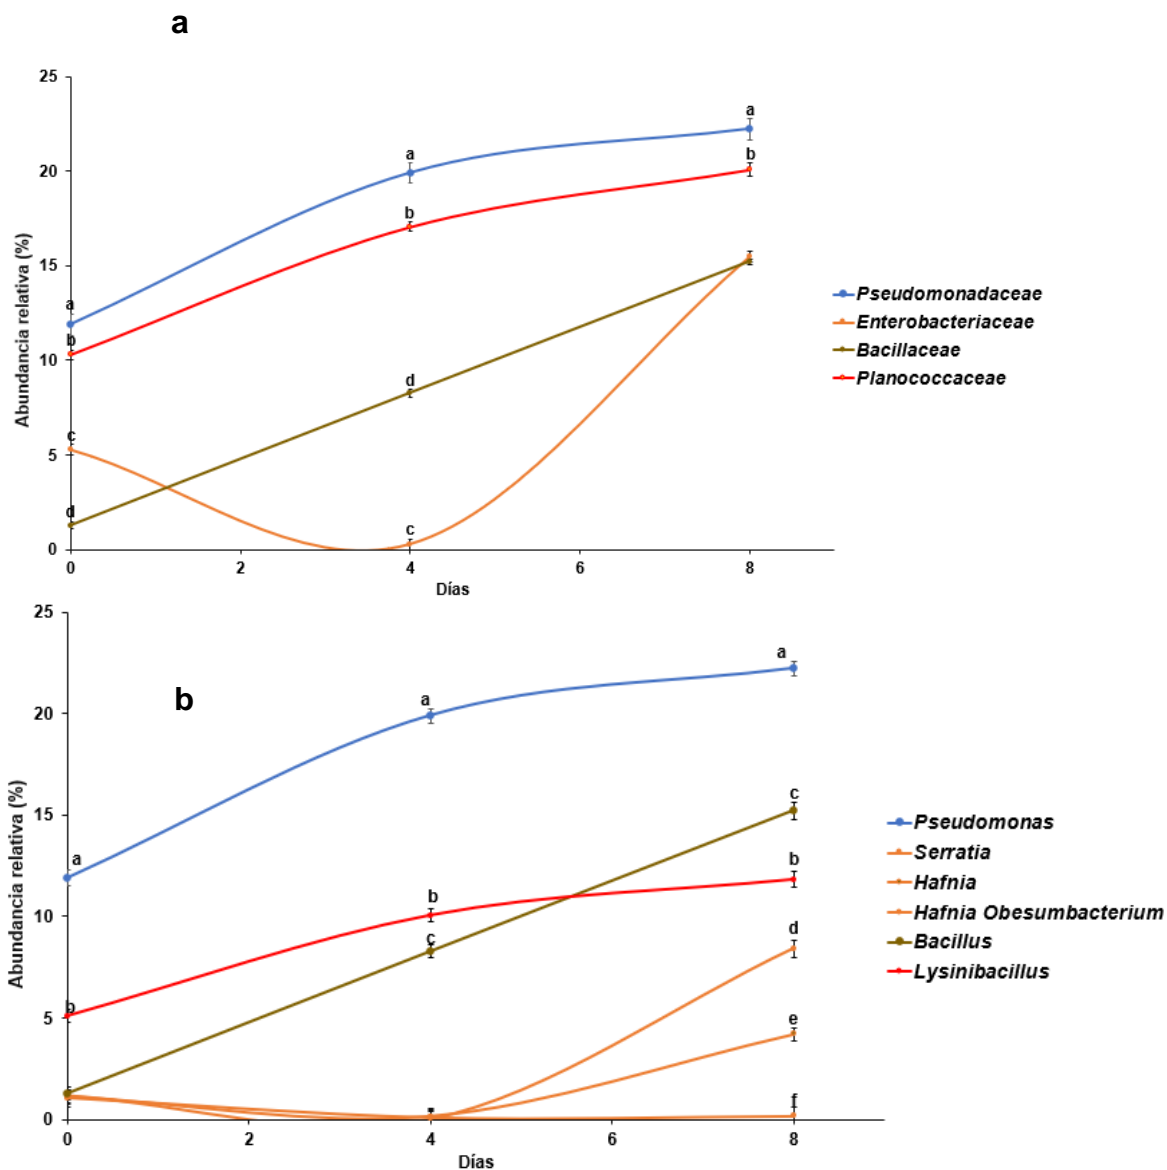 a
25
20
15
10
5
0
Abundancia relativa (%)
a
b
c
d
a
b
d
c
a
b
0
2
4
6
8
Días
Pseudomonadaceae
Enterobacteriaceae
Bacillaceae
Planococcaceae
b
25
20
15
10
5
0
Abundancia relativa (%)
a
b
a
b
c
a
c
b
d
e
f
0
2
4
6
8
Días
Pseudomonas
Serratia
Hafnia
Hafnia Obesumbacterium
Bacillus
Lysinibacillus